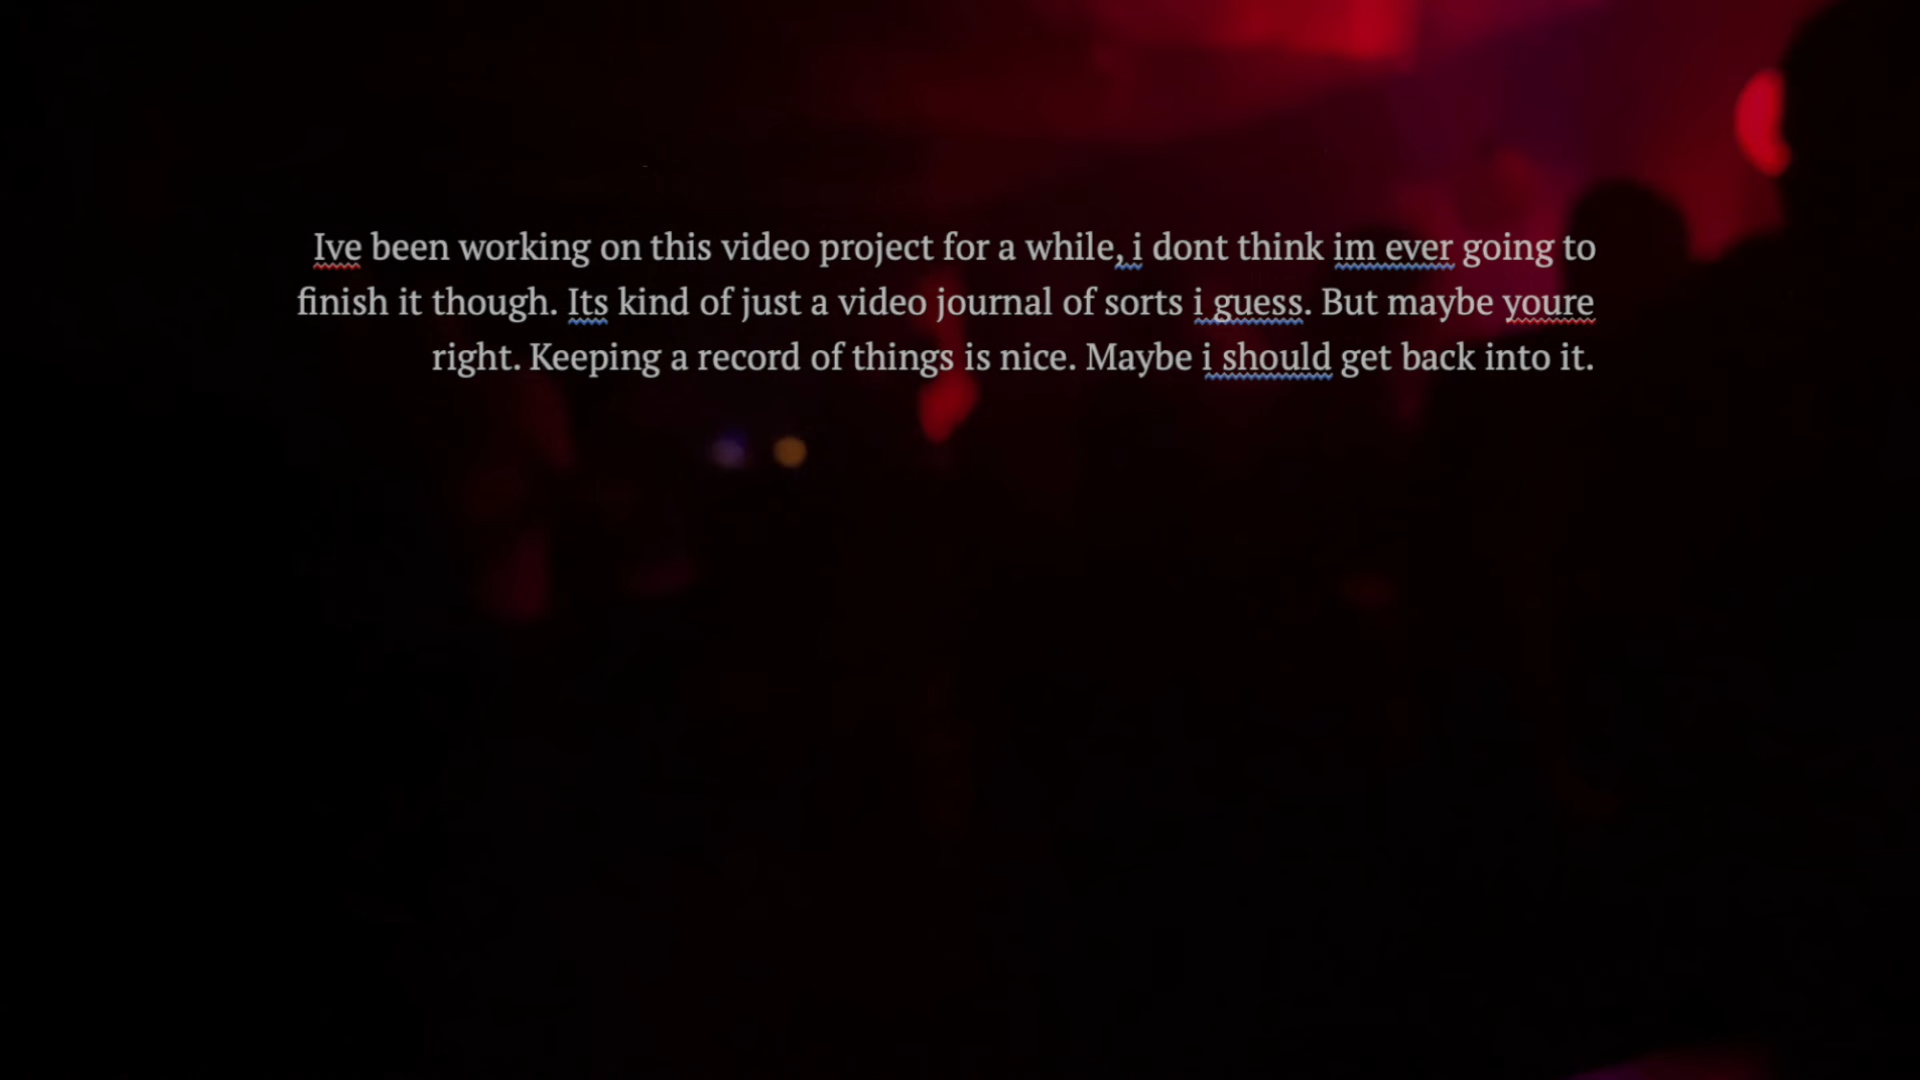 Ive been working on this video project for a while, i dont think im ever going to
finish it though. Its kind of just a video journal of sorts i guess. But maybe youre
right. Keeping a record of things is nice. Maybe i should get back into it.